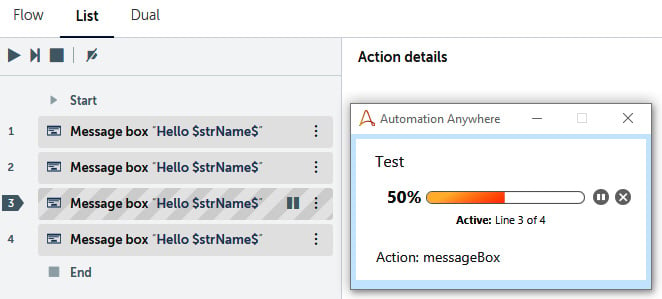 Flow List Dual
Action details
Start
1 Message box "Hello $strName$"
2 Message box "Hello $strName$"
3 Message box "Hello $strName$"
4 Message box "Hello $strName$"
End
Automation Anywhere
Test
50%
Active: Line 3 of 4
Action: messageBox